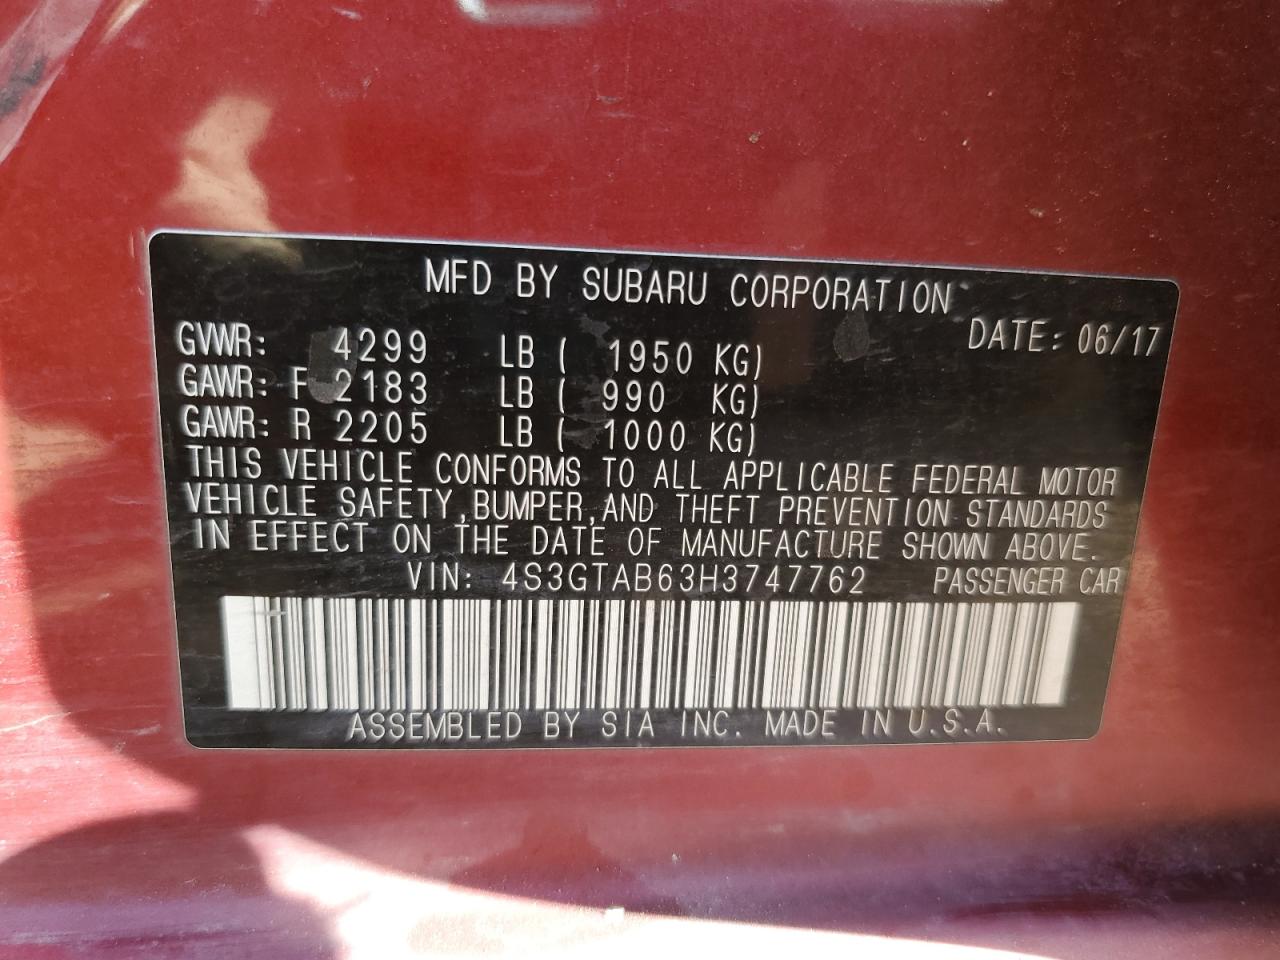 MFD BY SUBARU CORPORATION
DATE: 06/17
GVWR: 4299 LB ( 1950 KG)
GAWR: F 2183 LB ( 990 KG)
GAWR: R 2205 LB ( 1000 KG)
THIS VEHICLE CONFORMS TO ALL APPLICABLE FEDERAL MOTOR
VEHICLE SAFETY,BUMPER,AND THEFT PREVENTION STANDARDS
IN EFFECT ON THE DATE OF MANUFACTURE SHOWN ABOVE.
VIN: 4S3GTAB63H3747762 PASSENGER CAR
ASSEMBLED BY SIA INC. MADE IN U.S.A.